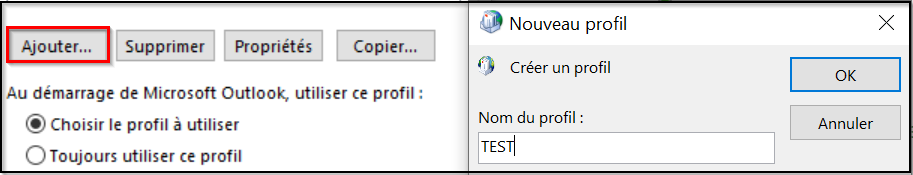 Ajouter... Supprimer Propriétés Copier...
Au démarrage de Microsoft Outlook, utiliser ce profil :
Choisir le profil à utiliser
Toujours utiliser ce profil
Nouveau profil
Créer un profil
OK
Nom du profil :
Annuler
TEST